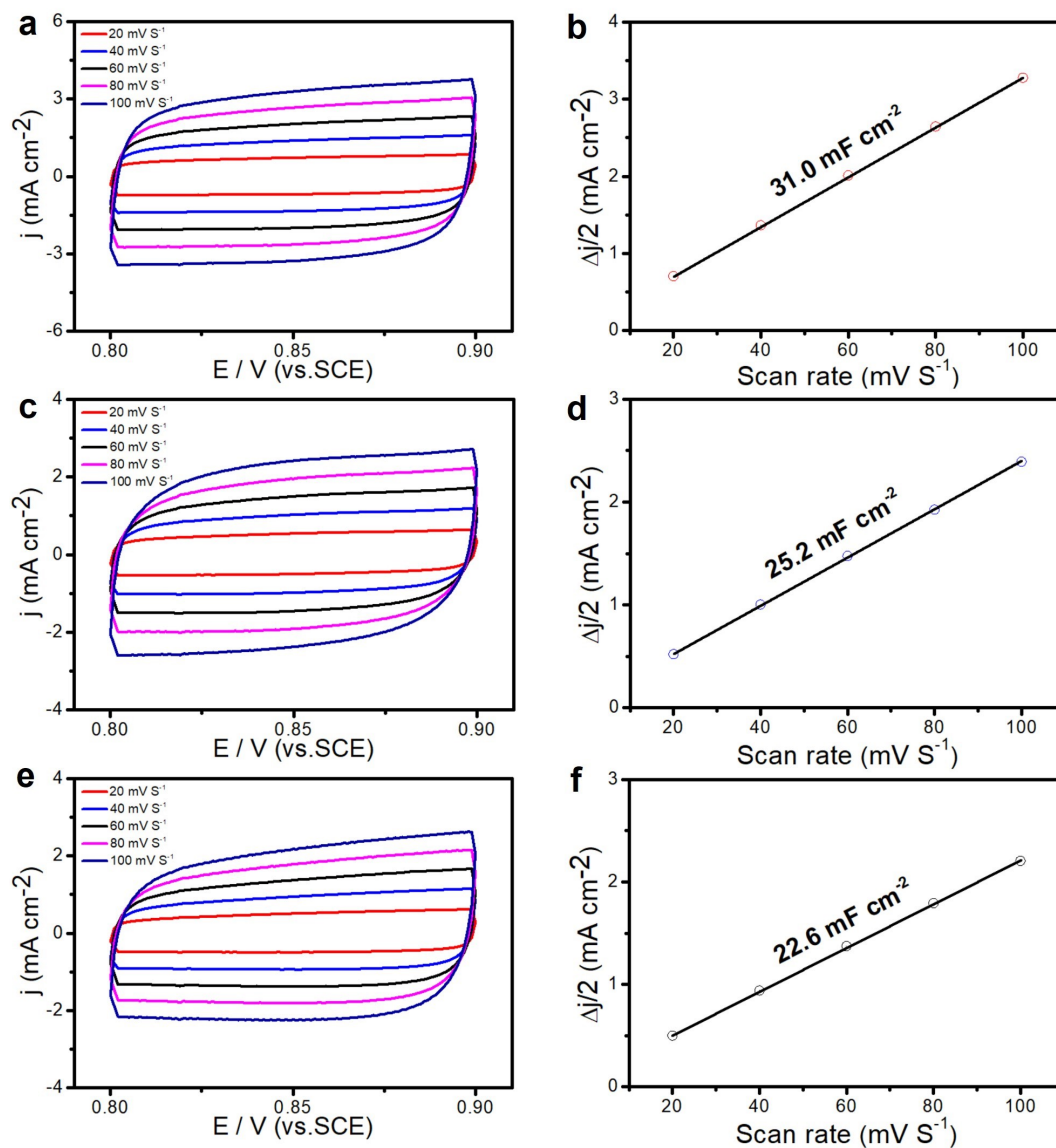 a
6
3
0
-3
-6
j (mA cm-2)
20 mV S-1
40 mV S-1
60 mV S-1
80 mV S-1
100 mV S-1
0.80 0.85 0.90
E / V (vs.SCE)
b
4
3
2
1
0
Δj/2 (mA cm-2)
31.0 mF cm-2
20 40 60 80 100
Scan rate (mV S-1)
c
4
2
0
-2
-4
j (mA cm-2)
20 mV S-1
40 mV S-1
60 mV S-1
80 mV S-1
100 mV S-1
0.80 0.85 0.90
E / V (vs.SCE)
d
3
2
1
0
Δj/2 (mA cm-2)
25.2 mF cm-2
20 40 60 80 100
Scan rate (mV S-1)
e
4
2
0
-2
-4
j (mA cm-2)
20 mV S-1
40 mV S-1
60 mV S-1
80 mV S-1
100 mV S-1
0.80 0.85 0.90
E / V (vs.SCE)
f
3
2
1
0
Δj/2 (mA cm-2)
22.6 mF cm-2
20 40 60 80 100
Scan rate (mV S-1)